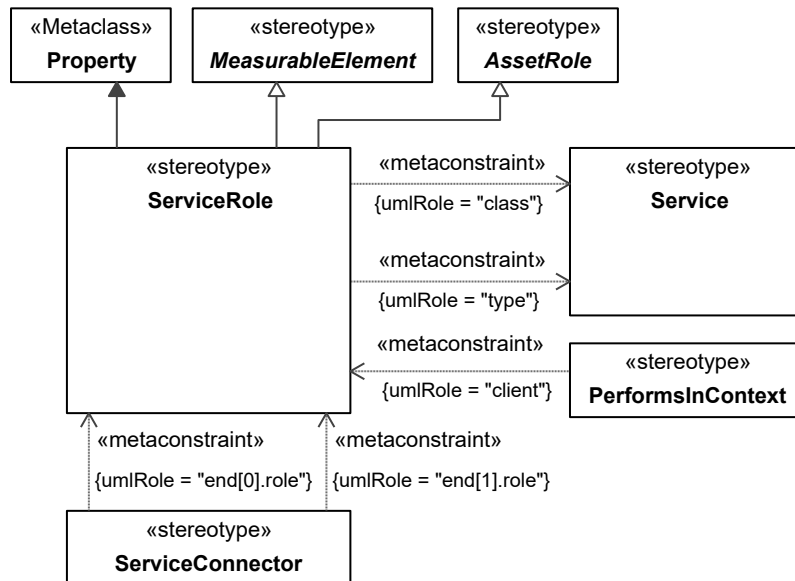 «Metaclass»
Property
«stereotype»
MeasurableElement
«stereotype»
AssetRole
«stereotype»
ServiceRole
«metaconstraint»
{umlRole = "class"}
«stereotype»
Service
«metaconstraint»
{umlRole = "type"}
«metaconstraint»
{umlRole = "client"}
«stereotype»
PerformsInContext
«metaconstraint»
{umlRole = "end[0].role"}
«metaconstraint»
{umlRole = "end[1].role"}
«stereotype»
ServiceConnector